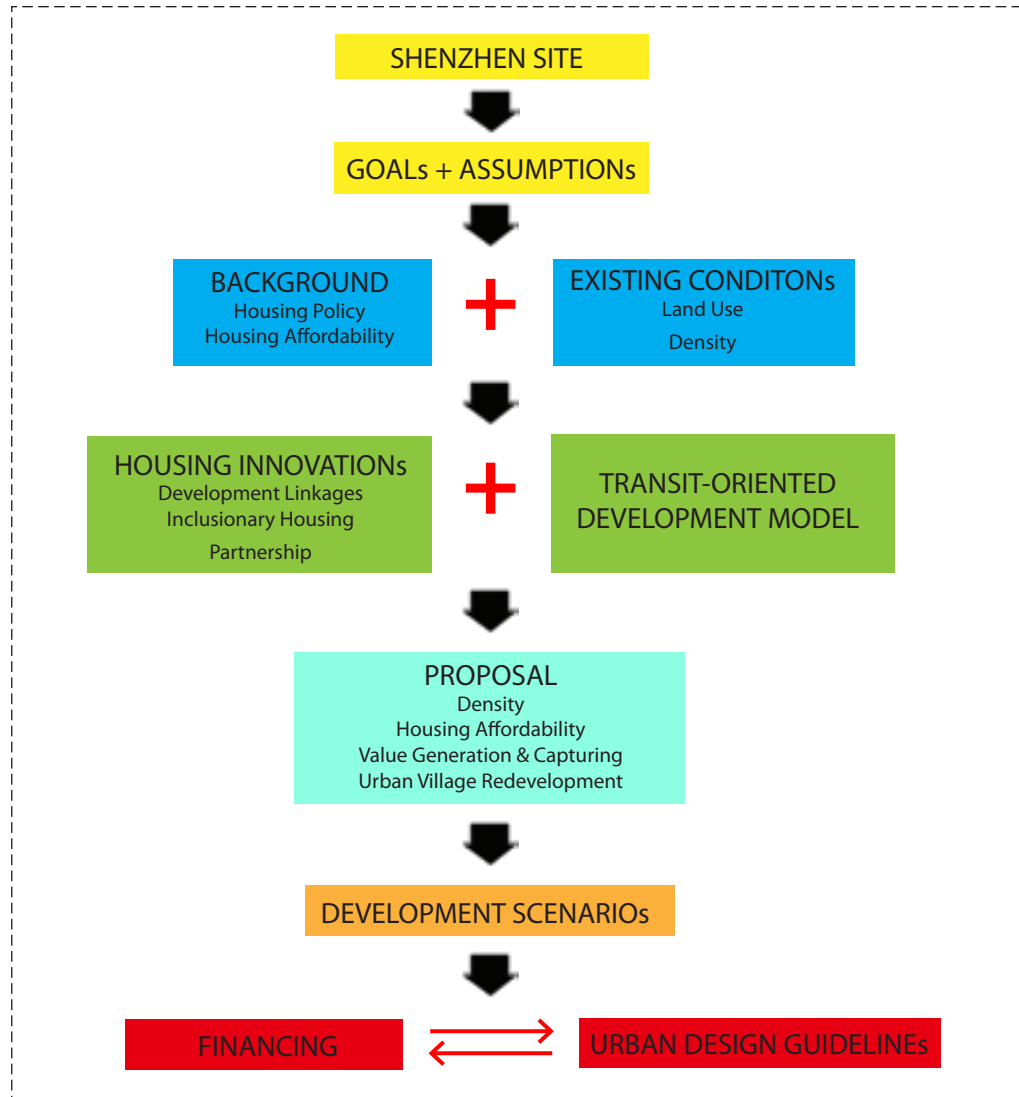 SHENZHEN SITE
GOALs + ASSUMPTIONs
BACKGROUND
Housing Policy
Housing Affordability
EXISTING CONDITONs
Land Use
Density
HOUSING INNOVATIONs
Development Linkages
Inclusionary Housing
Partnership
TRANSIT-ORIENTED
DEVELOPMENT MODEL
PROPOSAL
Density
Housing Affordability
Value Generation & Capturing
Urban Village Redevelopment
DEVELOPMENT SCENARIOs
FINANCING
URBAN DESIGN GUIDELINEs